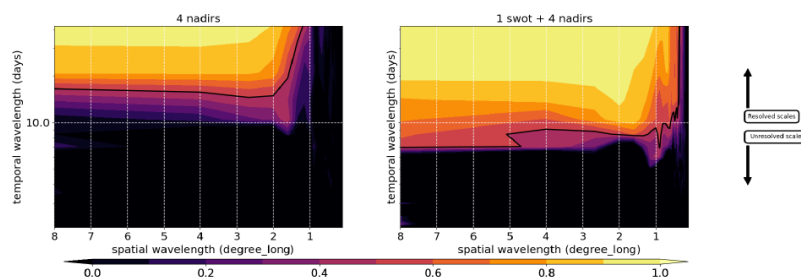 4 nadirs
1 swot + 4 nadirs
temporal wavelength (days)
10.0
temporal wavelength (days)
10.0
Resolved scales
Unresolved scales
8 7 6 5 4 3 2 1
8 7 6 5 4 3 2 1
spatial wavelength (degree_long)
spatial wavelength (degree_long)
0.0 0.2 0.4 0.6 0.8 1.0